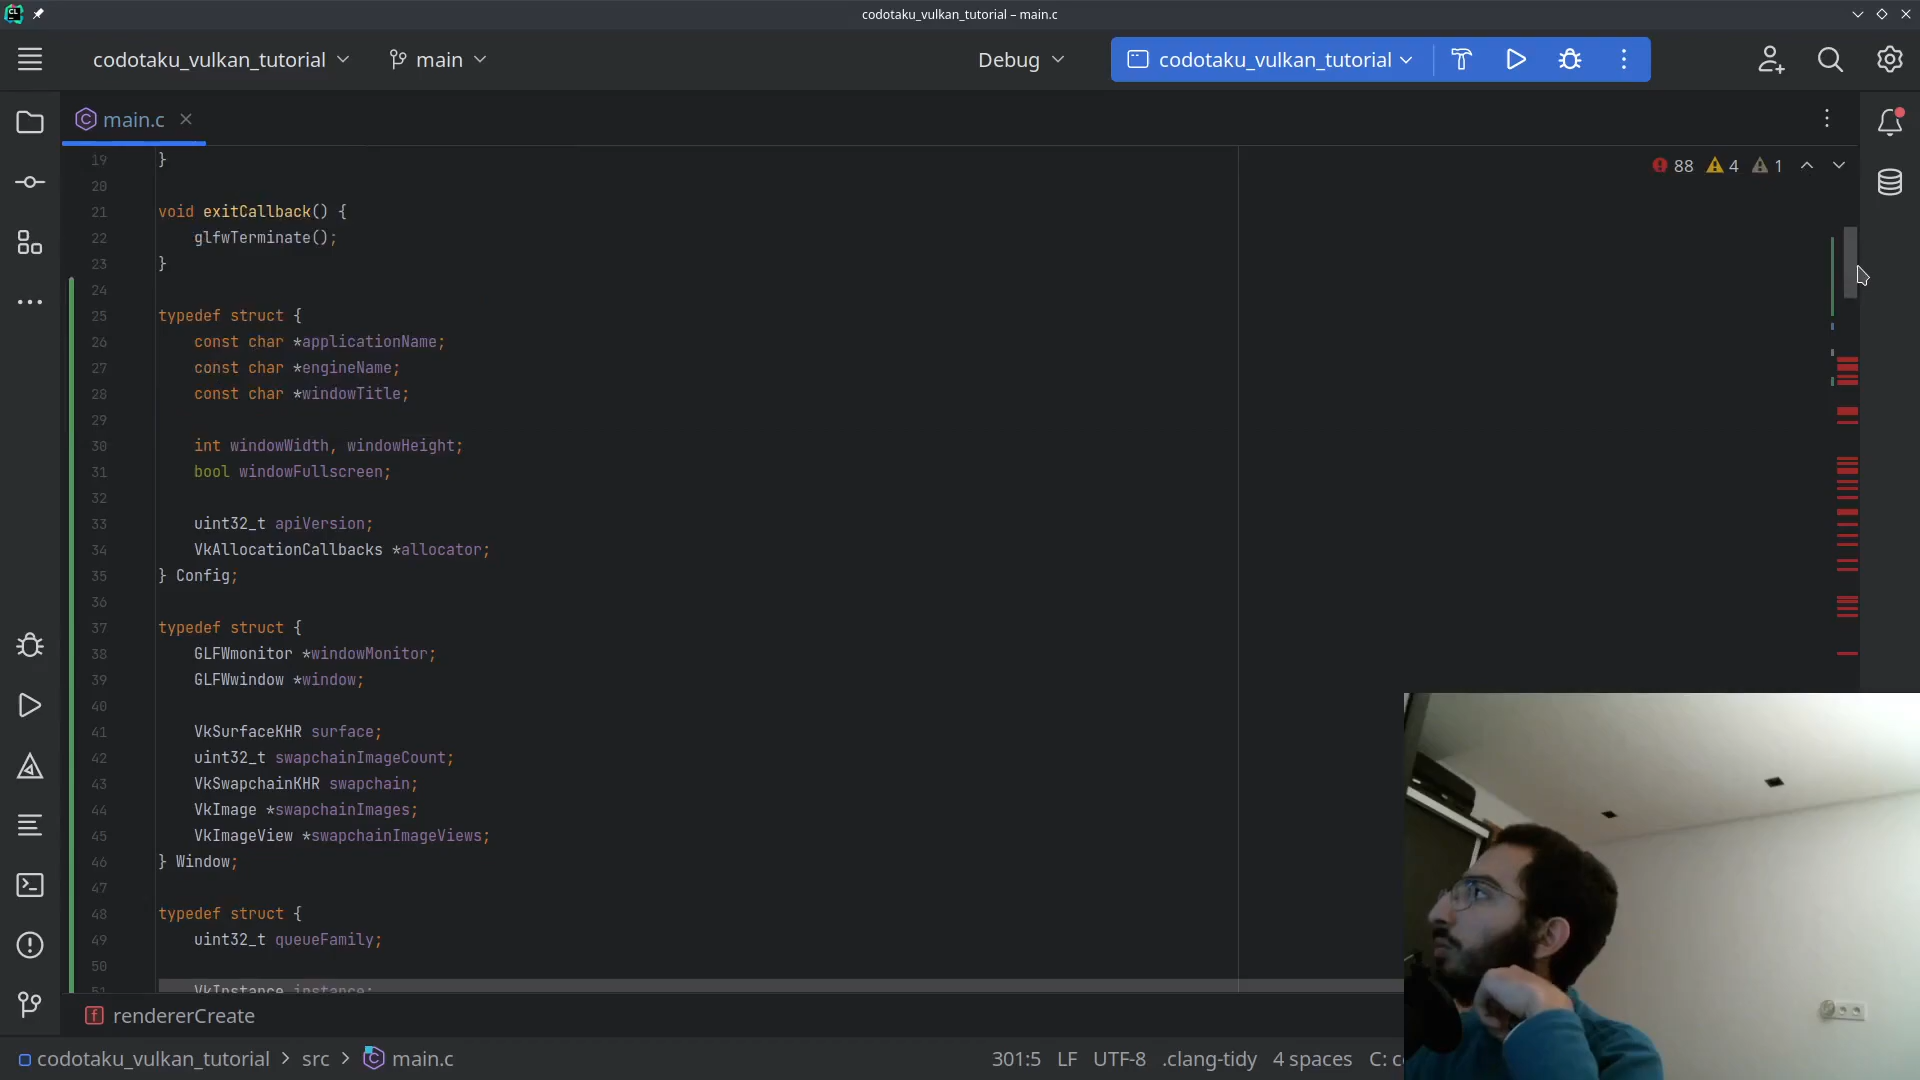 codotaku_vulkan_tutorial – main.c
codotaku_vulkan_tutorial
main
Debug
codotaku_vulkan_tutorial
main.c
88 4 1
19 }
20
21 void exitCallback() {
22 glfwTerminate();
23 }
24
25 typedef struct {
26 const char *applicationName;
27 const char *engineName;
28 const char *windowTitle;
29
30 int windowWidth, windowHeight;
31 bool windowFullscreen;
32
33 uint32_t apiVersion;
34 VkAllocationCallbacks *allocator;
35 } Config;
36
37 typedef struct {
38 GLFWmonitor *windowMonitor;
39 GLFWwindow *window;
40
41 VkSurfaceKHR surface;
42 uint32_t swapchainImageCount;
43 VkSwapchainKHR swapchain;
44 VkImage *swapchainImages;
45 VkImageView *swapchainImageViews;
46 } Window;
47
48 typedef struct {
49 uint32_t queueFamily;
50
51 VkInstance instance;
f rendererCreate
codotaku_vulkan_tutorial > src > main.c
301:5 LF UTF-8 .clang-tidy 4 spaces C: